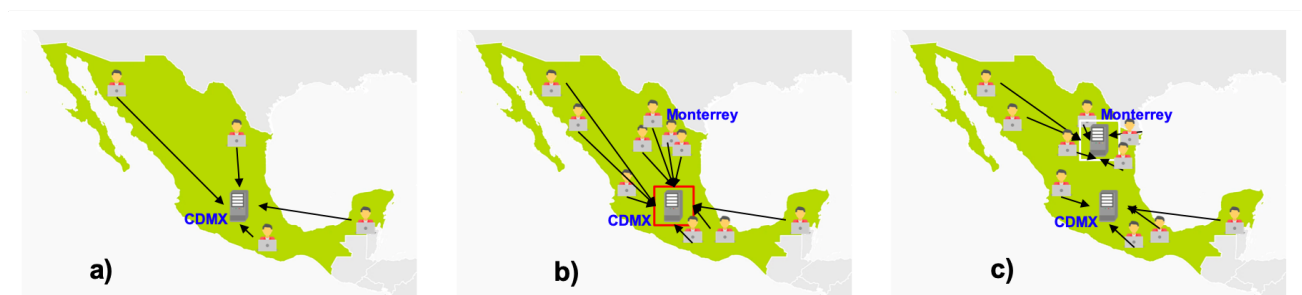 CDMX
a)
Monterrey
CDMX
b)
Monterrey
CDMX
c)